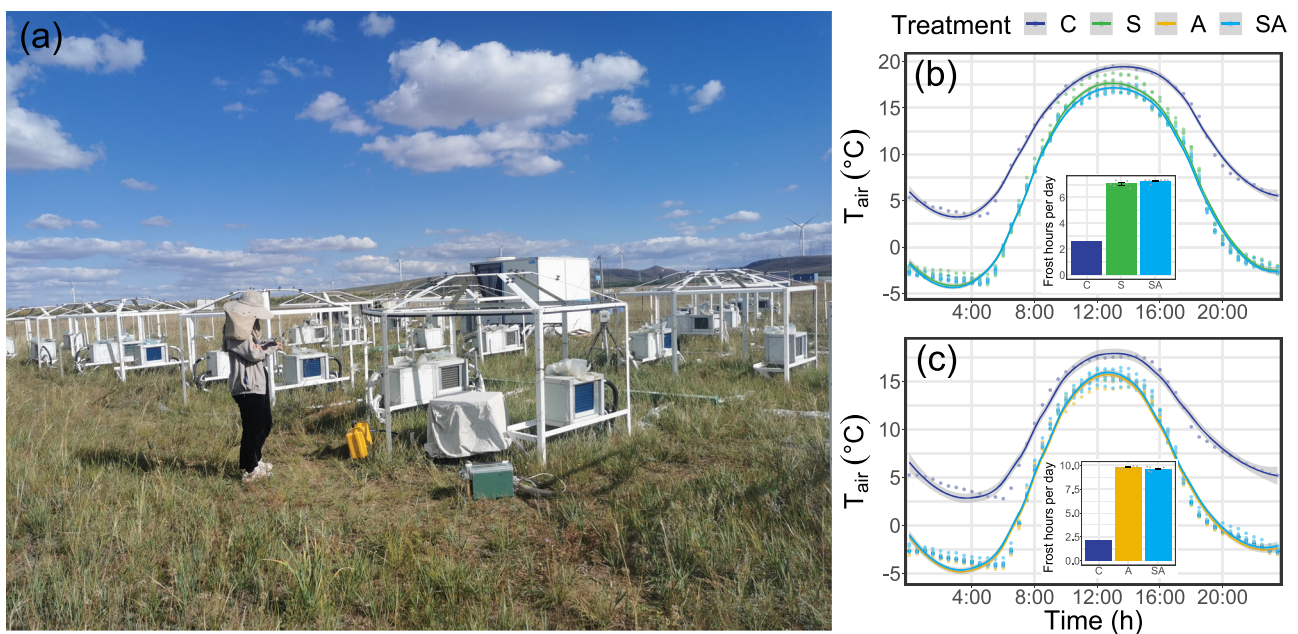 (a)
Treatment C S A SA
(b)
20
15
10
5
0
-5
T air (°C)
Frost hours per day
6
4
2
0
C S SA
4:00 8:00 12:00 16:00 20:00
(c)
15
10
5
0
-5
T air (°C)
Frost hours per day
10.0
7.5
5.0
2.5
0.0
C A SA
4:00 8:00 12:00 16:00 20:00
Time (h)